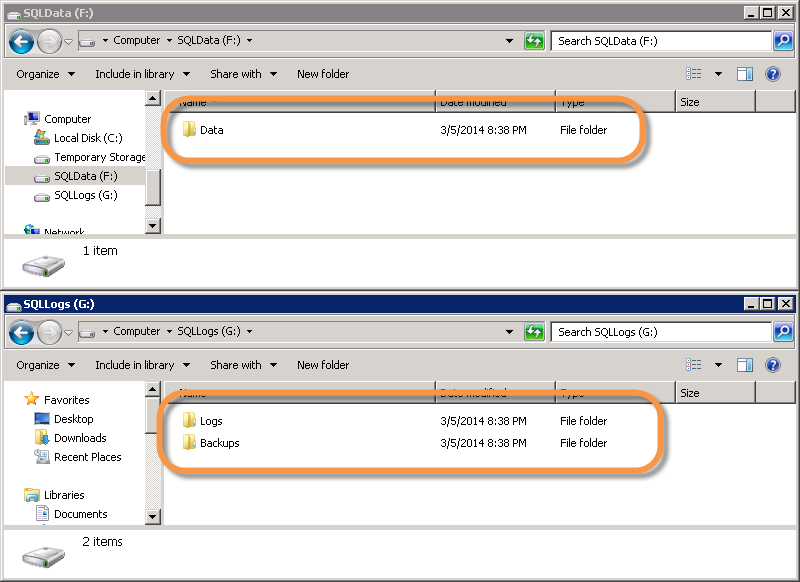 SQLData (F:)
Computer SQLData (F:) Search SQLData (F:)
Organize Include in library Share with New folder
Name Date modified Type Size
Computer
Local Disk (C:)
Temporary Storage
SQLData (F:)
SQLLogs (G:)
Network
Data 3/5/2014 8:38 PM File folder
1 item
SQLLogs (G:)
Computer SQLLogs (G:) Search SQLLogs (G:)
Organize Include in library Share with New folder
Name Date modified Type Size
Favorites
Desktop
Downloads
Recent Places
Libraries
Documents
Logs 3/5/2014 8:38 PM File folder
Backups 3/5/2014 8:38 PM File folder
2 items